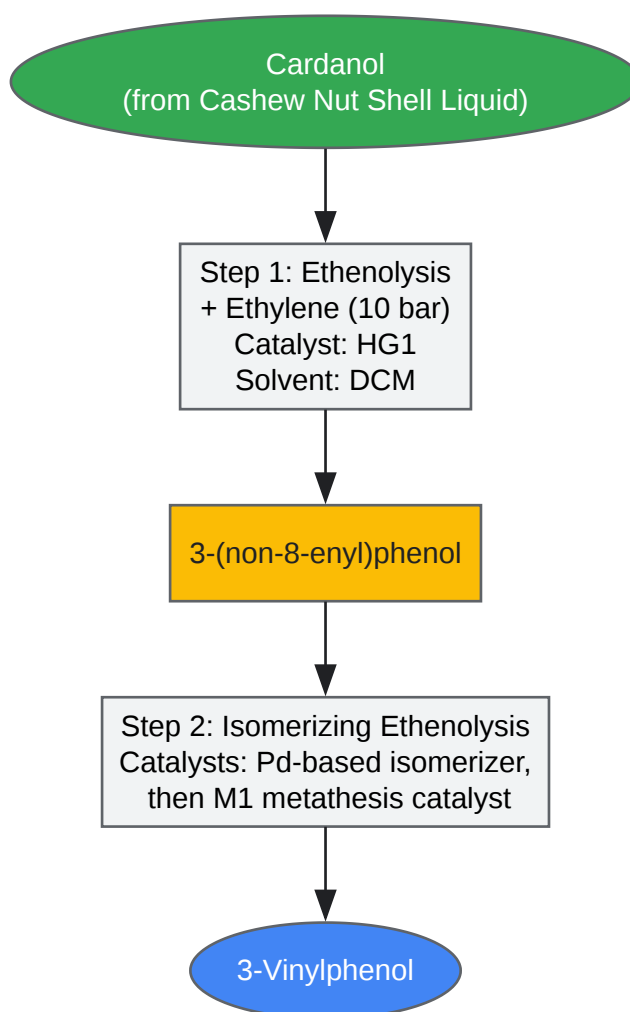 Cardanol
(from Cashew Nut Shell Liquid)
Step 1: Ethenolysis
+ Ethylene (10 bar)
Catalyst: HG1
Solvent: DCM
3-(non-8-enyl)phenol
Step 2: Isomerizing Ethenolysis
Catalysts: Pd-based isomerizer,
then M1 metathesis catalyst
3-Vinylphenol